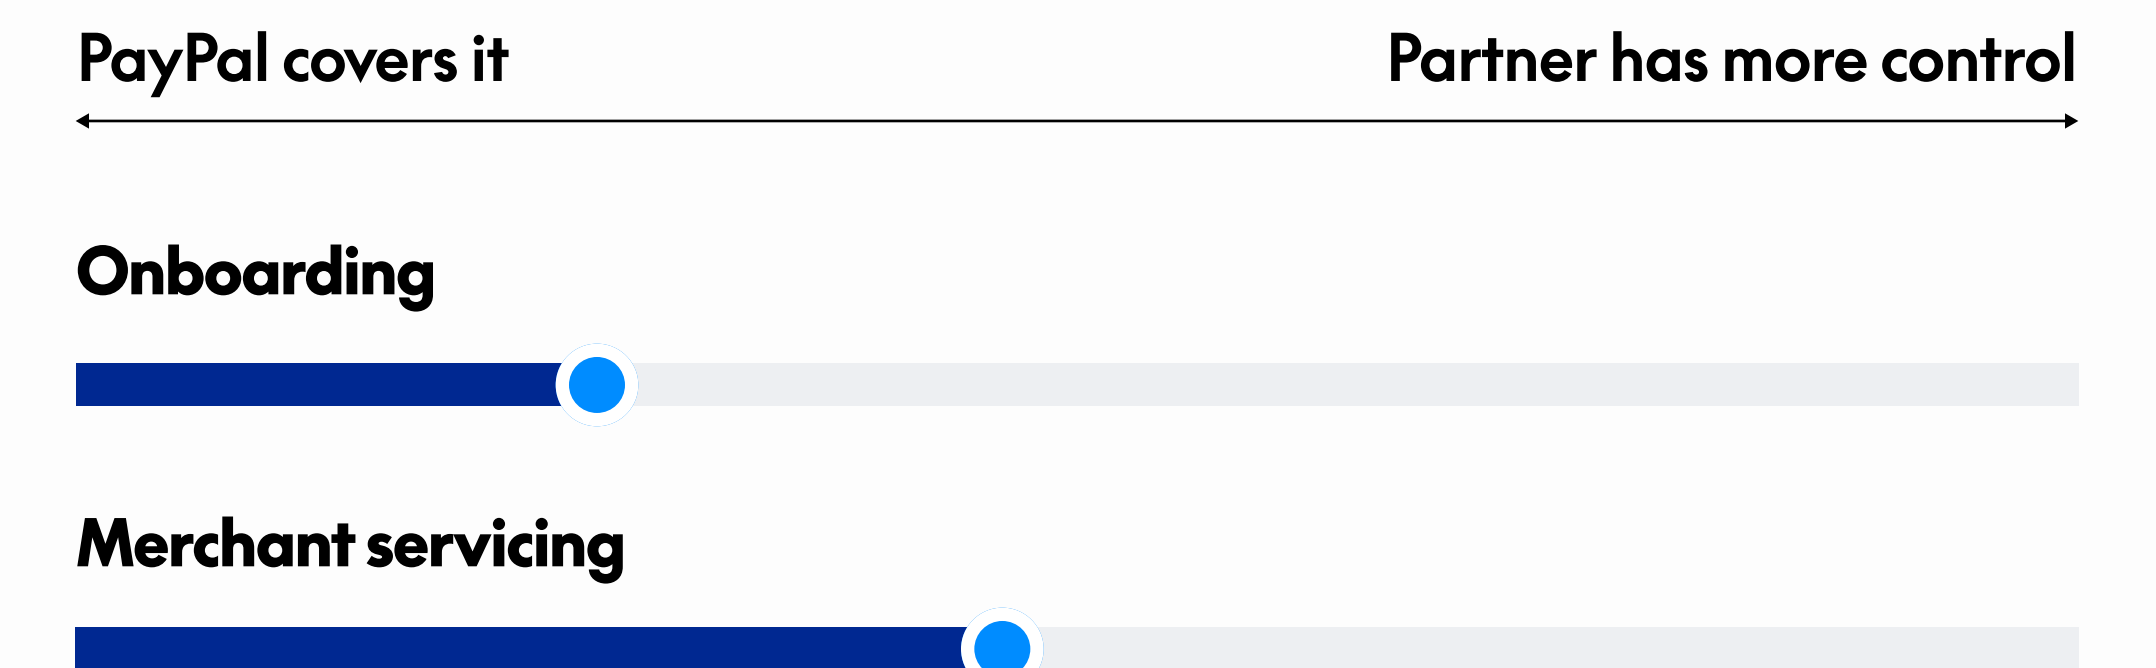 PayPal covers it
Partner has more control
Onboarding
Merchant servicing